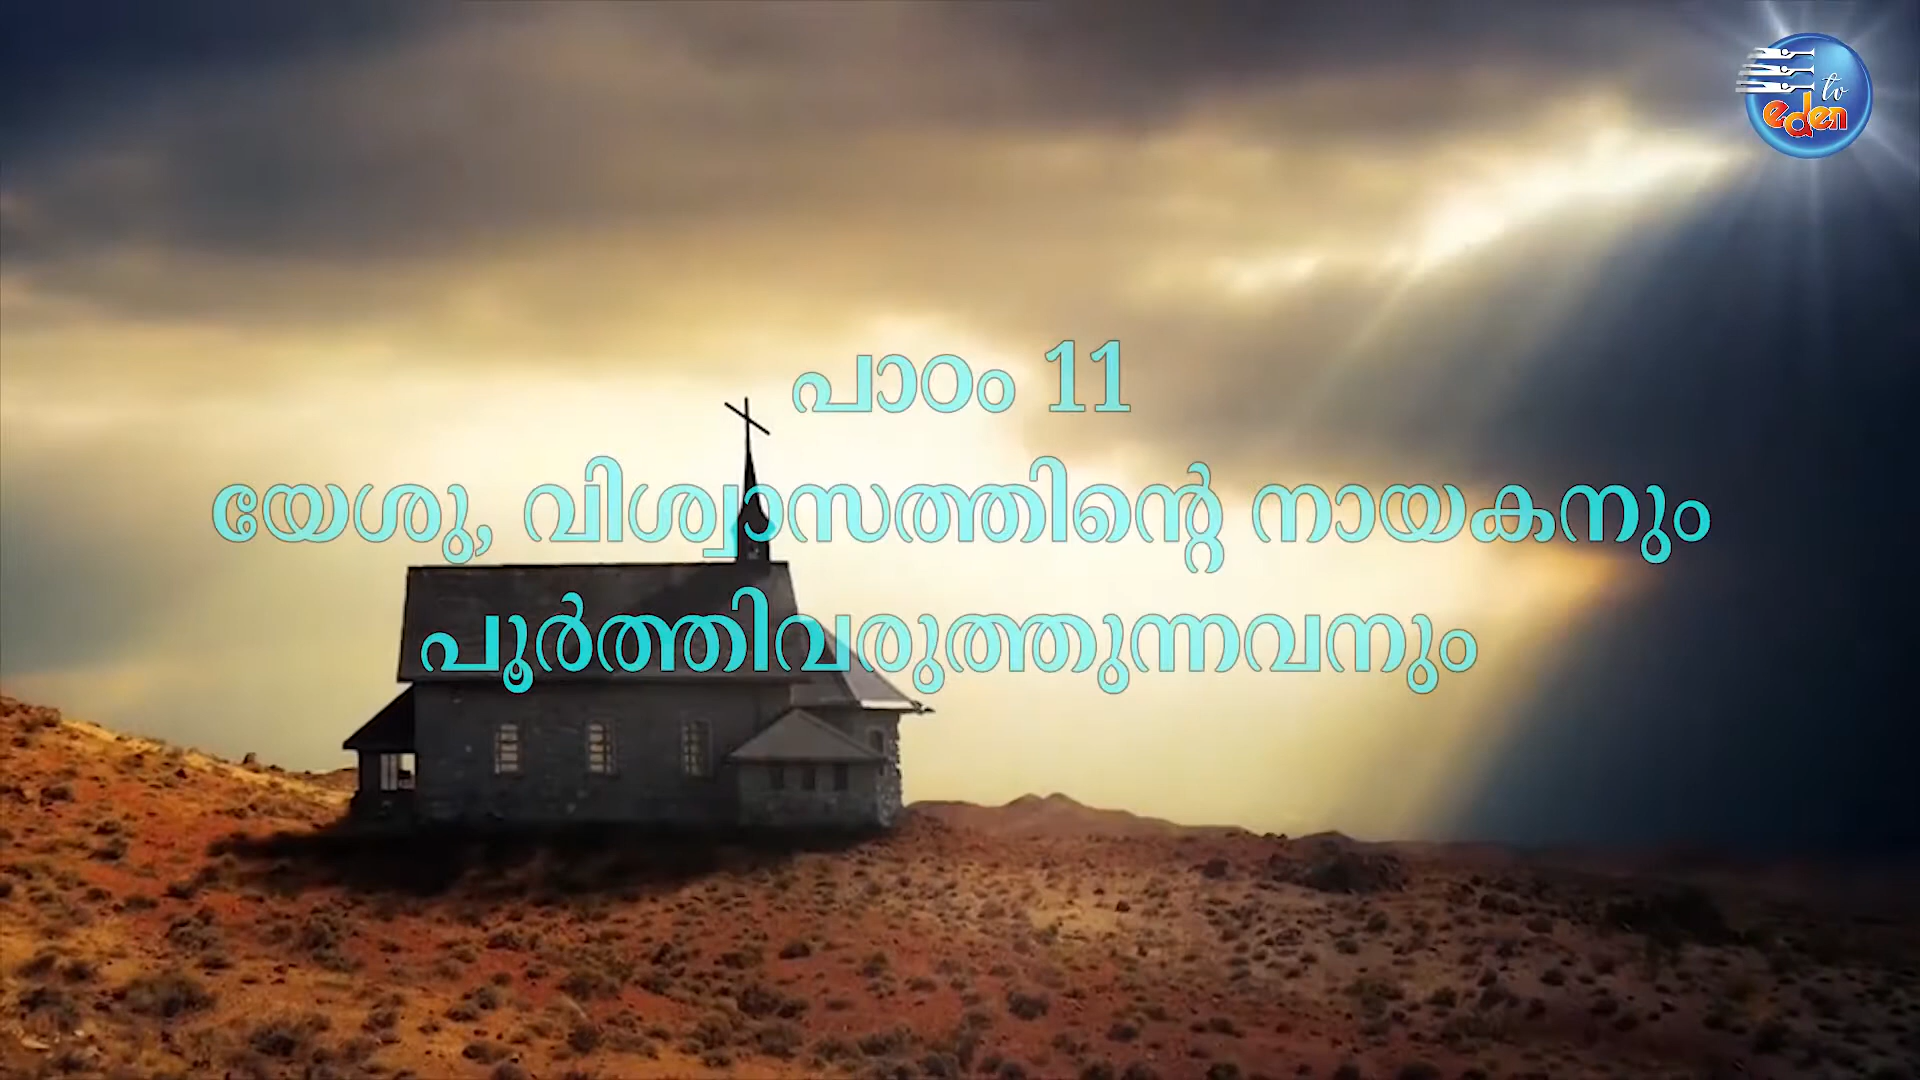 tv
eden
പാഠം 11
യേശു, വിശ്വാസത്തിന്റെ നായകനും
പൂർത്തിവരുത്തുന്നവനും